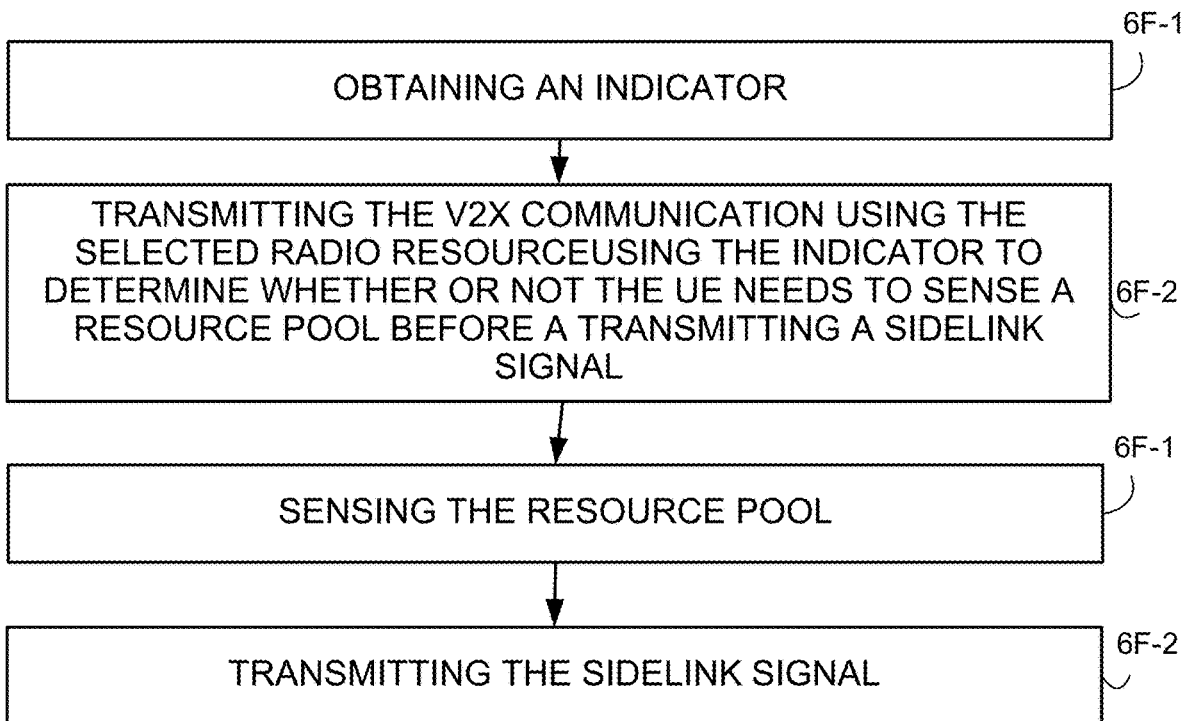 6F-1
OBTAINING AN INDICATOR
TRANSMITTING THE V2X COMMUNICATION USING THE
SELECTED RADIO RESOURCEUSING THE INDICATOR TO
DETERMINE WHETHER OR NOT THE UE NEEDS TO SENSE A
RESOURCE POOL BEFORE A TRANSMITTING A SIDELINK
SIGNAL
6F-2
6F-1
SENSING THE RESOURCE POOL
6F-2
TRANSMITTING THE SIDELINK SIGNAL